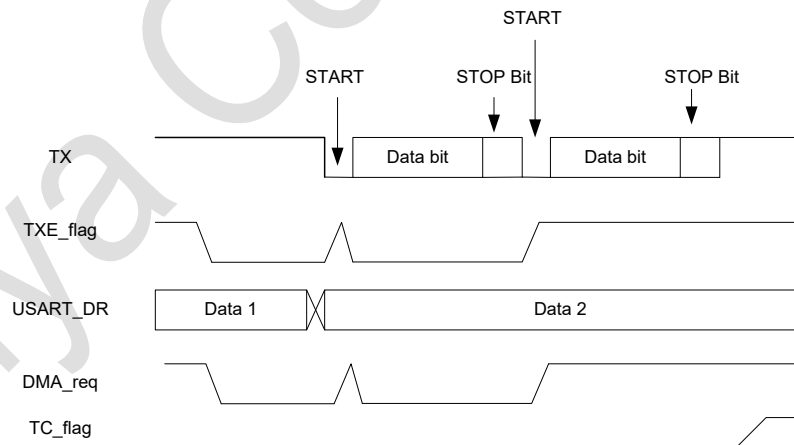 START
START
STOP Bit
STOP Bit
TX
Data bit
Data bit
TXE_flag
USART_DR
Data 1
Data 2
DMA_req
TC_flag